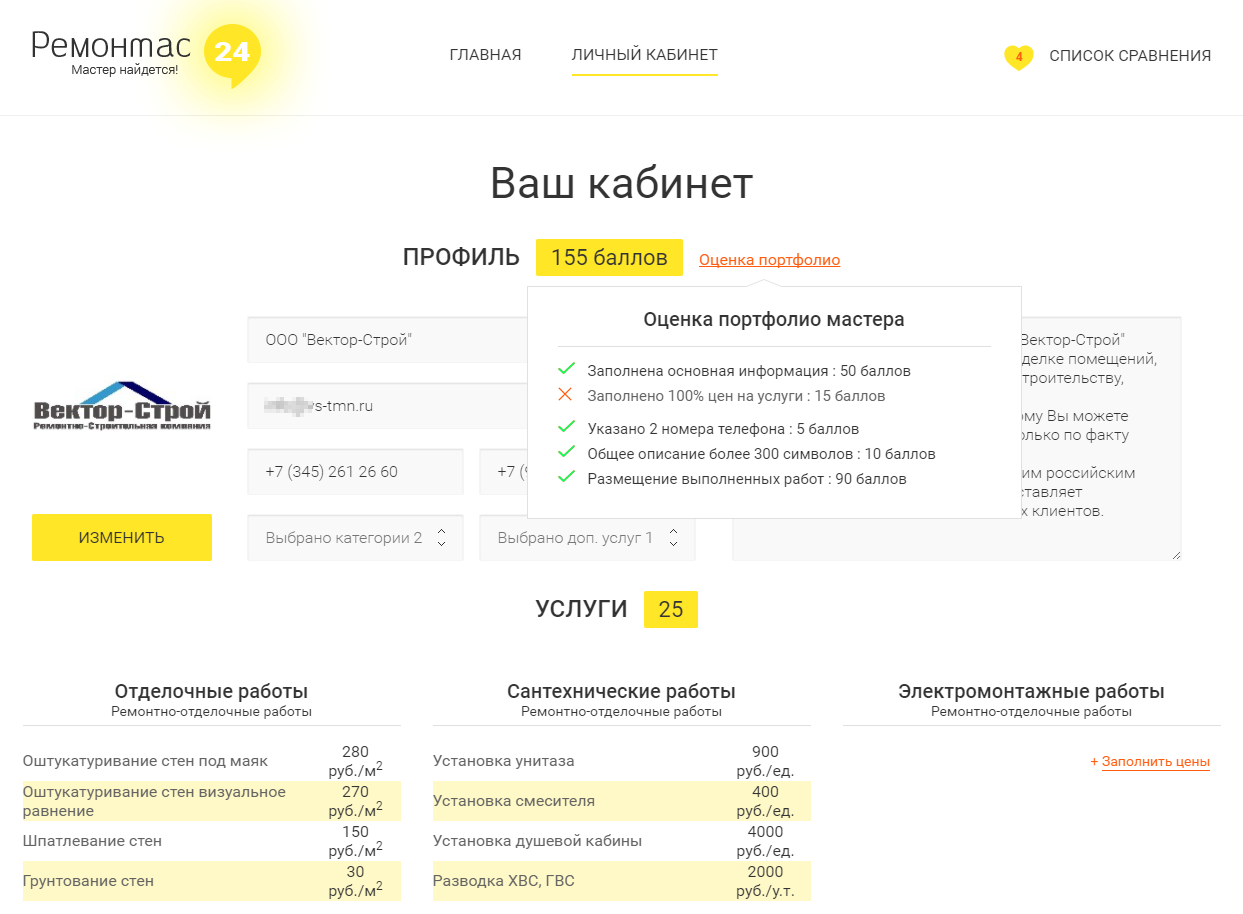 Ремонтас 24
Мастер найдется!
ГЛАВНАЯ
ЛИЧНЫЙ КАБИНЕТ
4
СПИСОК СРАВНЕНИЯ
Ваш кабинет
ПРОФИЛЬ
155 баллов
Оценка портфолио
Оценка портфолио мастера
Заполнена основная информация : 50 баллов
Заполнено 100% цен на услуги : 15 баллов
Указано 2 номера телефона : 5 баллов
Общее описание более 300 символов : 10 баллов
Размещение выполненных работ : 90 баллов
Вектор-Строй
Ремонтно-Строительная компания
ИЗМЕНИТЬ
ООО "Вектор-Строй"
s-tmn.ru
+7 (345) 261 26 60
+7 (
Выбрано категории 2
Выбрано доп. услуг 1
Вектор-Строй"
делке помещений,
троительству,
ому Вы можете
олько по факту
им российским
ставляет
х клиентов.
УСЛУГИ
25
Отделочные работы
Ремонтно-отделочные работы
Оштукатуривание стен под маяк
280
руб./м2
Оштукатуривание стен визуальное
равнение
270
руб./м2
Шпатлевание стен
150
руб./м2
Грунтование стен
30
руб./м2
Сантехнические работы
Ремонтно-отделочные работы
Установка унитаза
900
руб./ед.
Установка смесителя
400
руб./ед.
Установка душевой кабины
4000
руб./ед.
Разводка ХВС, ГВС
2000
руб./у.т.
Электромонтажные работы
Ремонтно-отделочные работы
+ Заполнить цены